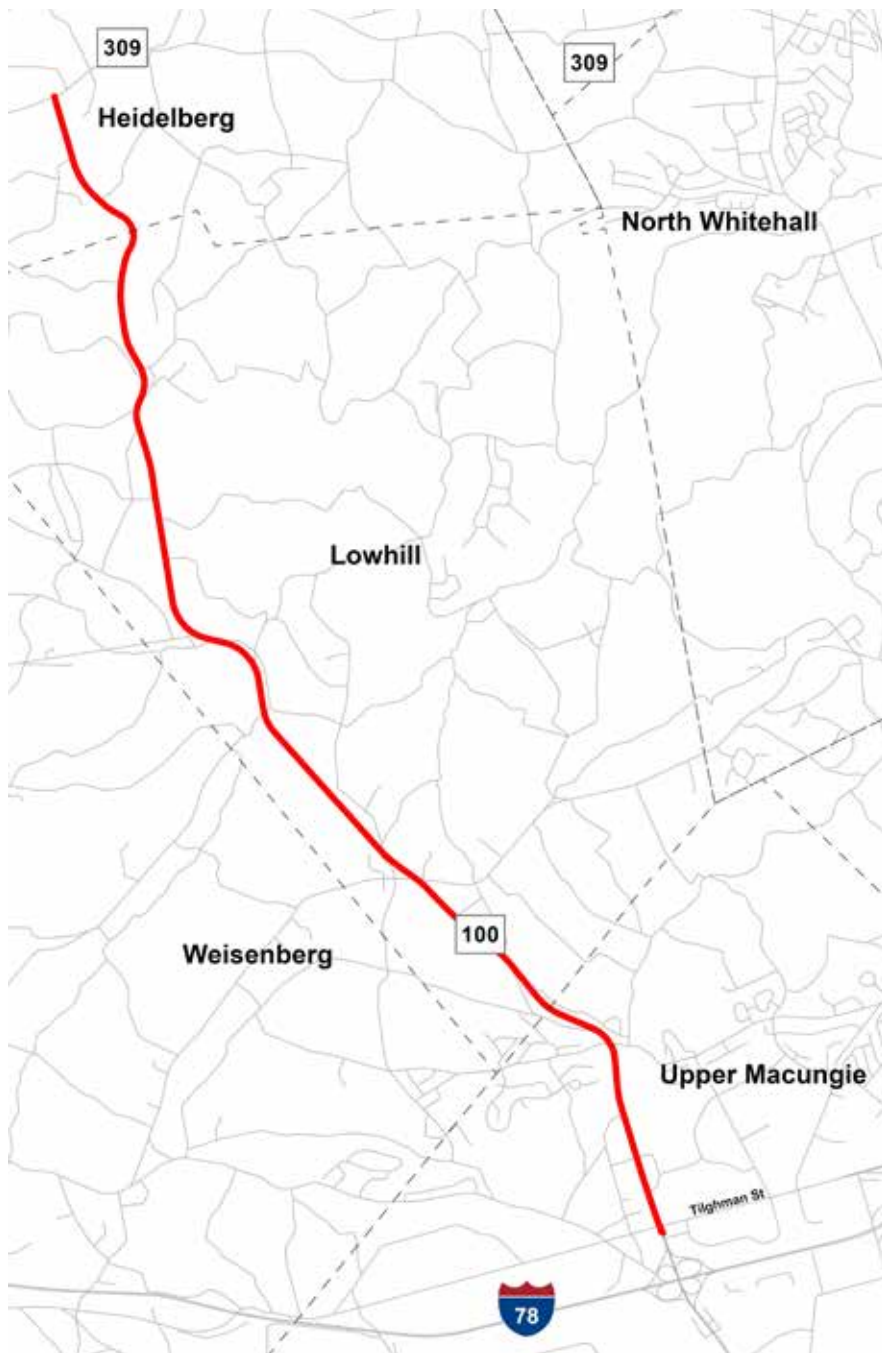 309
309
Heidelberg
North Whitehall
Lowhill
100
Weisenberg
Upper Macungie
Tilghman St
78